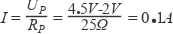 I = U_P / R_P = 4.5V-2V / 25Ω = 0.1A